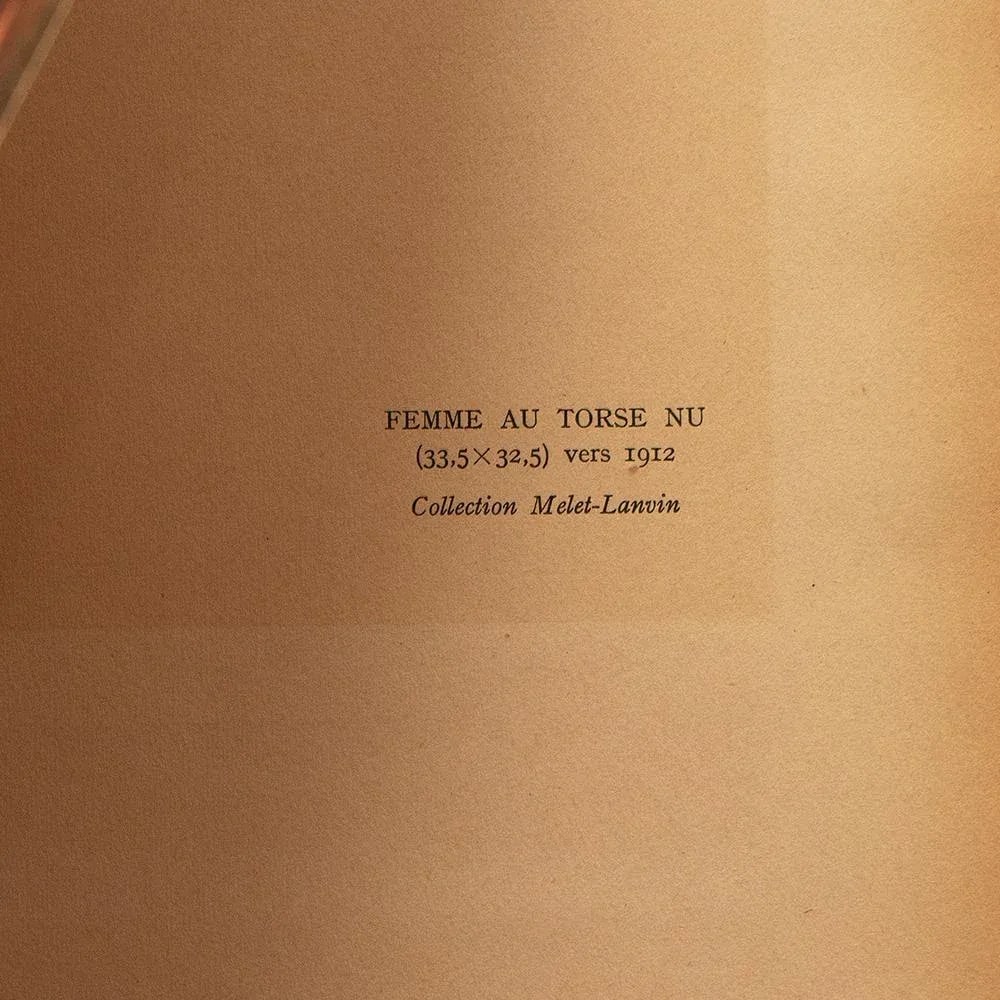 FEMME AU TORSE NU
(33,5×32,5) vers 1912
Collection Melet-Lanvin